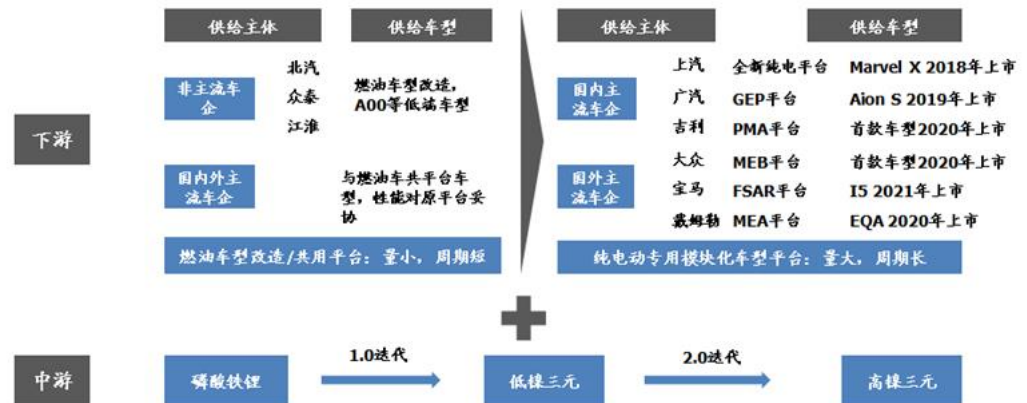 供给主体 供给车型 供给主体 供给车型
下游
非主流车
企
北汽
众泰
江淮
燃油车型改造，
A00等低端车型
国内外主
流车企
与燃油车共平台车
型，性能对原平台妥
协
燃油车型改造/共用平台：量小，周期短
国内主
流车企
上汽 全新纯电平台 Marvel X 2018年上市
广汽 GEP平台 Aion S 2019年上市
吉利 PMA平台 首款车型2020年上市
国外主
流车企
大众 MEB平台 首款车型2020年上市
宝马 FSAR平台 I5 2021年上市
戴姆勒 MEA平台 EQA 2020年上市
纯电动专用模块化车型平台：量大，周期长
中游
磷酸铁锂
1.0迭代
低镍三元
2.0迭代
高镍三元